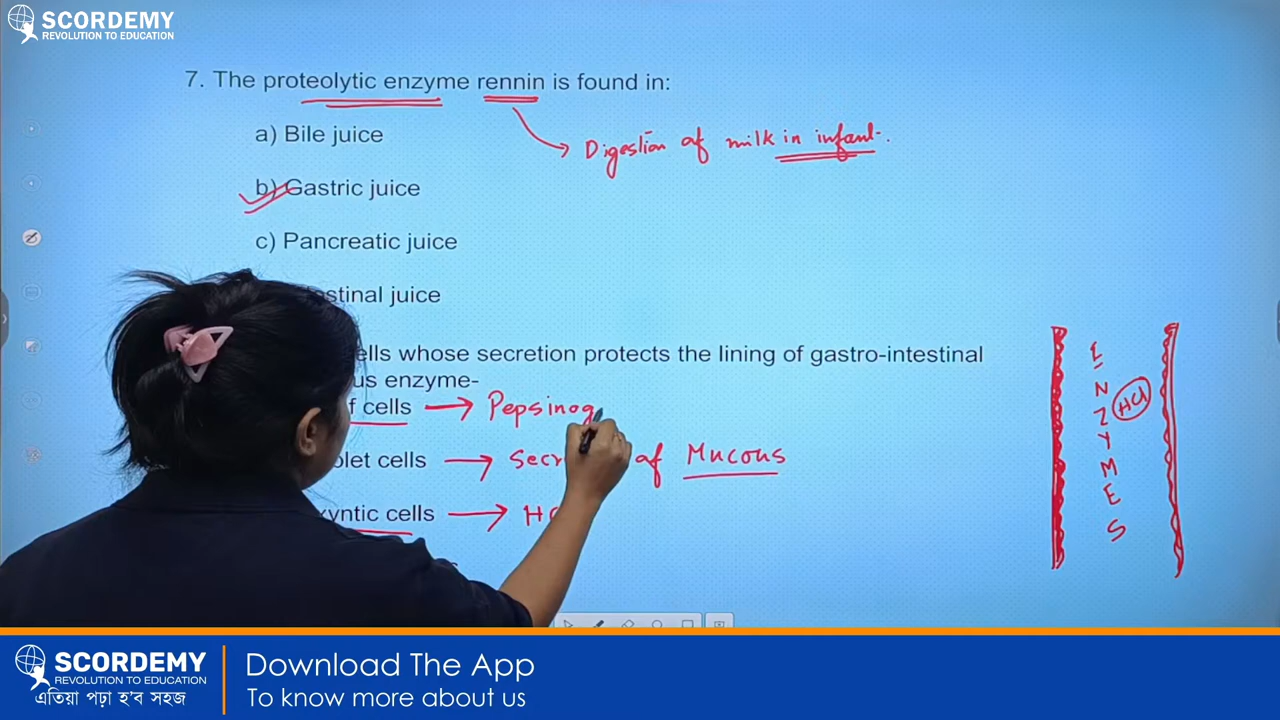 SCORDEMY
REVOLUTION TO EDUCATION
7. The proteolytic enzyme rennin is found in:
→ Digestion of milk in infant.
a) Bile juice
b) Gastric juice
c) Pancreatic juice
stinal juice
ells whose secretion protects the lining of gastro-intestinal
us enzyme-
f cells → Pepsinog
let cells → Secr of Mucous
yntic cells → HC
ENZYMES
HCl
SCORDEMY
REVOLUTION TO EDUCATION
এতিয়া পঢ়া হ'ব সহজ
Download The App
To know more about us